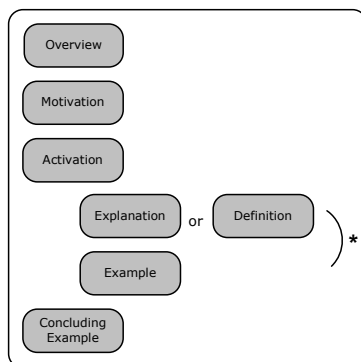 Overview
Motivation
Activation
Explanation or Definition
*
Example
Concluding
Example